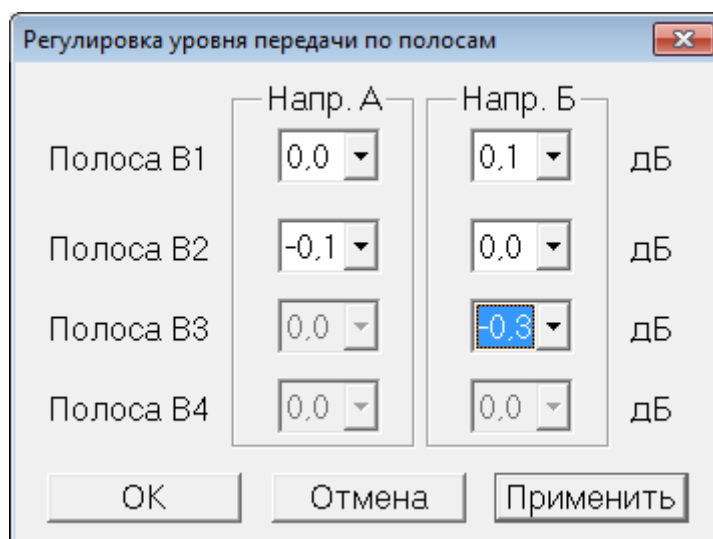 Регулировка уровня передачи по полосам
Напр. А Напр. Б
Полоса В1 0,0 0,1 дБ
Полоса В2 -0,1 0,0 дБ
Полоса В3 0,0 -0,3 дБ
Полоса В4 0,0 0,0 дБ
ОК Отмена Применить